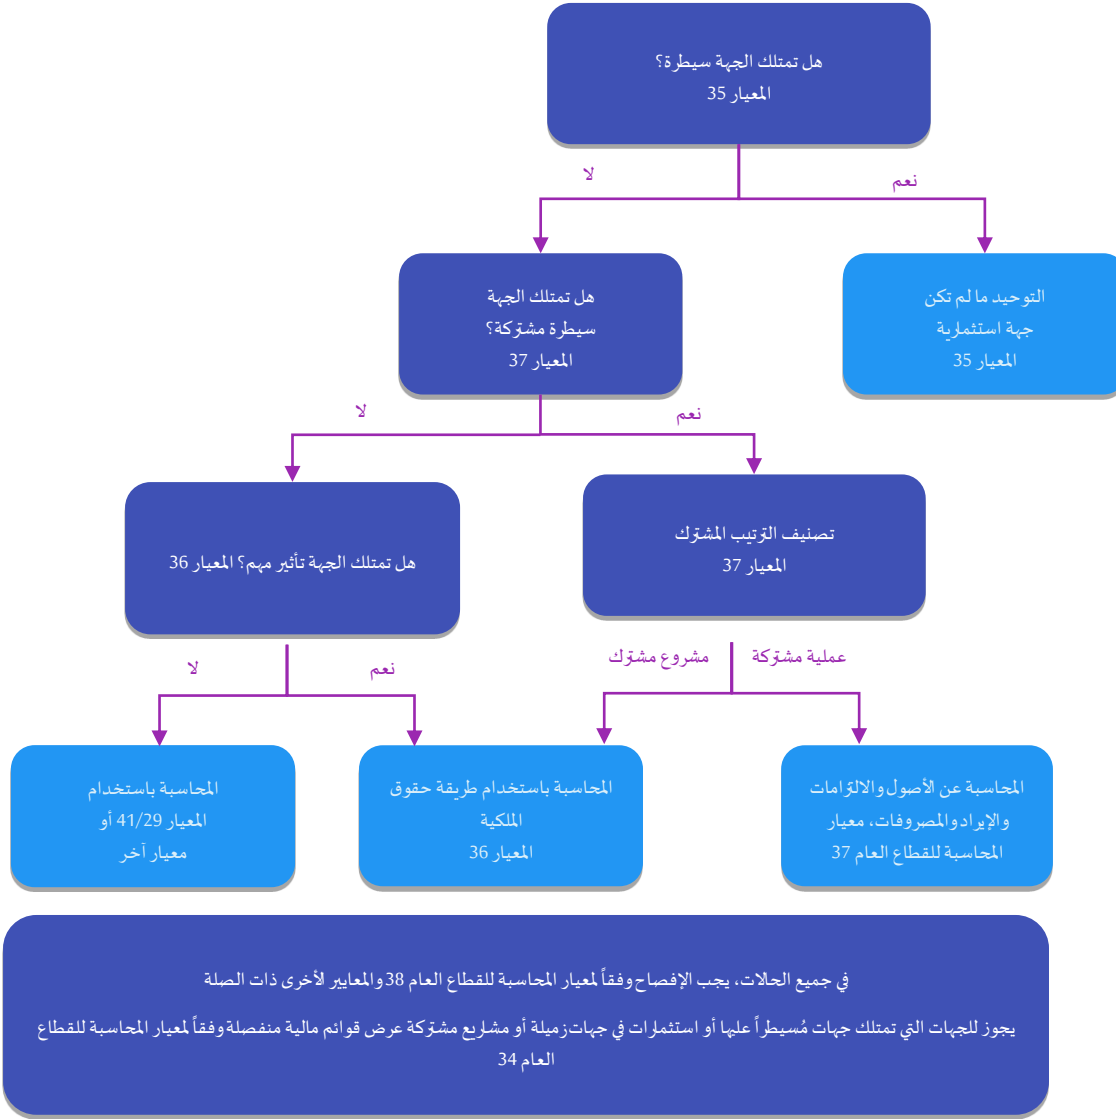 هل تمتلك الجهة سيطرة؟
المعيار 35
لا
نعم
التوحيد ما لم تكن
جهة استثمارية
المعيار 35
هل تمتلك الجهة
سيطرة مشتركة؟
المعيار 37
لا
نعم
تصنيف الترتيب المشترك
المعيار 37
هل تمتلك الجهة تأثير مهم؟ المعيار 36
عملية مشتركة
مشروع مشترك
نعم
لا
المحاسبة عن الأصول والالتزامات
والإيراد والمصروفات، معيار
المحاسبة للقطاع العام 37
المحاسبة باستخدام طريقة حقوق
الملكية
المعيار 36
المحاسبة باستخدام
المعيار 41/29 أو
معيار آخر
في جميع الحالات، يجب الإفصاح وفقاً لمعيار المحاسبة للقطاع العام 38 والمعايير الأخرى ذات الصلة
يجوز للجهات التي تمتلك جهات مُسيطراً عليها أو استثمارات في جهات زميلة أو مشاريع مشتركة عرض قوائم مالية منفصلة وفقاً لمعيار المحاسبة للقطاع
العام 34